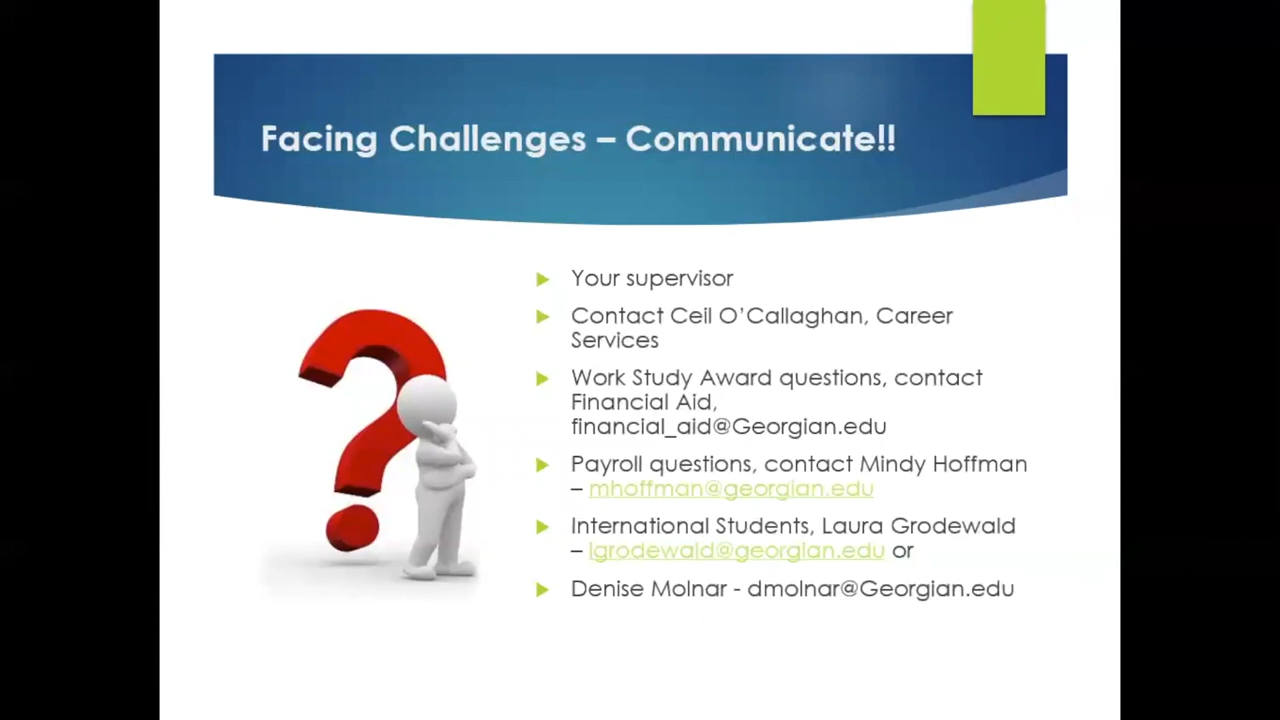 Facing Challenges – Communicate!!
Your supervisor
Contact Ceil O’Callaghan, Career
Services
Work Study Award questions, contact
Financial Aid,
financial_aid@Georgian.edu
Payroll questions, contact Mindy Hoffman
– mhoffman@georgian.edu
International Students, Laura Grodewald
– lgrodewald@georgian.edu or
Denise Molnar - dmolnar@Georgian.edu